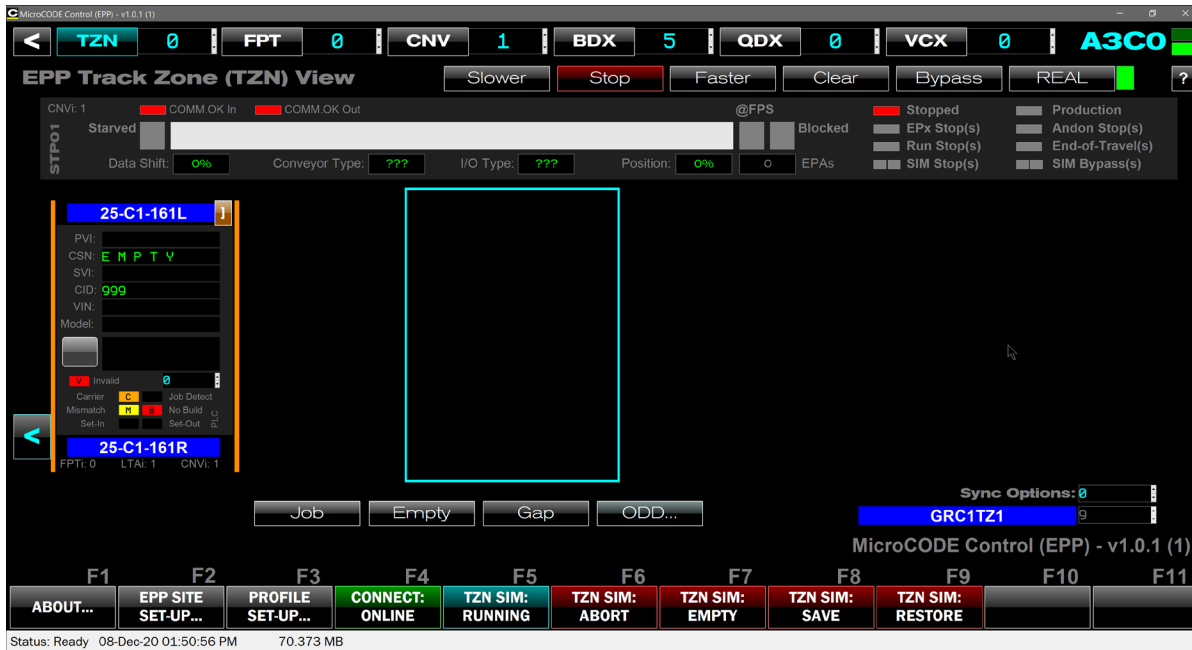 MicroCODE Control (EPP) - v1.0.1 (1)
< TZN 0 FPT 0 CNV 1 BDX 5 QDX 0 VCX 0 A3C0
EPP Track Zone (TZN) View Slower Stop Faster Clear Bypass REAL ?
CNVi: 1 COMM.OK In COMM.OK Out @FPS Stopped Production
STP01 Starved Blocked EPx Stop(s) Andon Stop(s)
Run Stop(s) End-of-Travel(s)
Data Shift: 0% Conveyor Type: ??? I/O Type: ??? Position: 0% 0 EPAs SIM Stop(s) SIM Bypass(s)
25-C1-161L ]
PVI:
CSN: E M P T Y
SVI:
CID: 999
VIN:
Model:
V Invalid 0
Carrier C Job Detect
Mismatch M B No Build
Set-In Set-Out PLC
<
25-C1-161R
FPTi: 0 LTAi: 1 CNVi: 1
Sync Options: 0
Job Empty Gap ODD...
GRC1TZ1 9
MicroCODE Control (EPP) - v1.0.1 (1)
F1 F2 F3 F4 F5 F6 F7 F8 F9 F10 F11
ABOUT... EPP SITE SET-UP... PROFILE SET-UP... CONNECT: ONLINE TZN SIM: RUNNING TZN SIM: ABORT TZN SIM: EMPTY TZN SIM: SAVE TZN SIM: RESTORE
Status: Ready 08-Dec-20 01:50:56 PM 70.373 MB